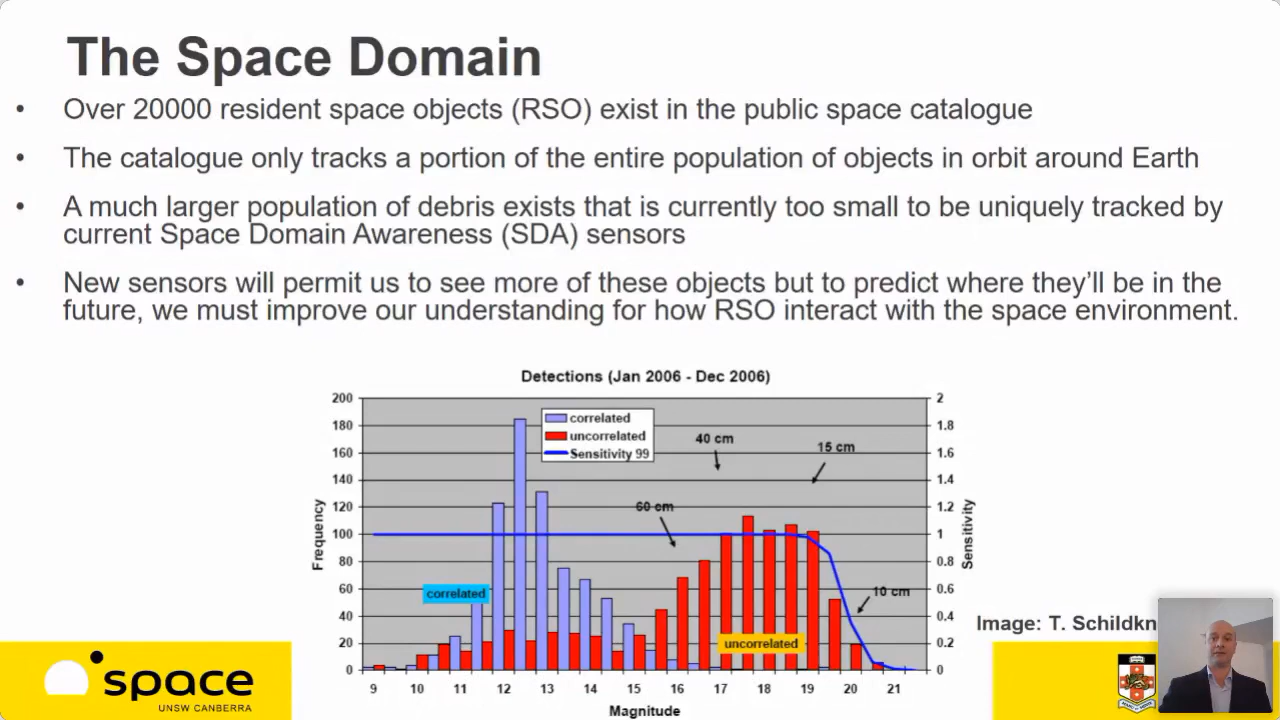 The Space Domain
• Over 20000 resident space objects (RSO) exist in the public space catalogue
• The catalogue only tracks a portion of the entire population of objects in orbit around Earth
• A much larger population of debris exists that is currently too small to be uniquely tracked by
current Space Domain Awareness (SDA) sensors
• New sensors will permit us to see more of these objects but to predict where they'll be in the
future, we must improve our understanding for how RSO interact with the space environment.
Detections (Jan 2006 - Dec 2006)
200
180
160
140
120
100
80
60
40
20
0
Frequency
correlated
uncorrelated
Sensitivity 99
40 cm
15 cm
60 cm
10 cm
correlated
uncorrelated
2
1.8
1.6
1.4
1.2
1
0.8
0.6
0.4
0.2
0
Sensitivity
9 10 11 12 13 14 15 16 17 18 19 20 21
Magnitude
Image: T. Schildkn
space
UNSW CANBERRA